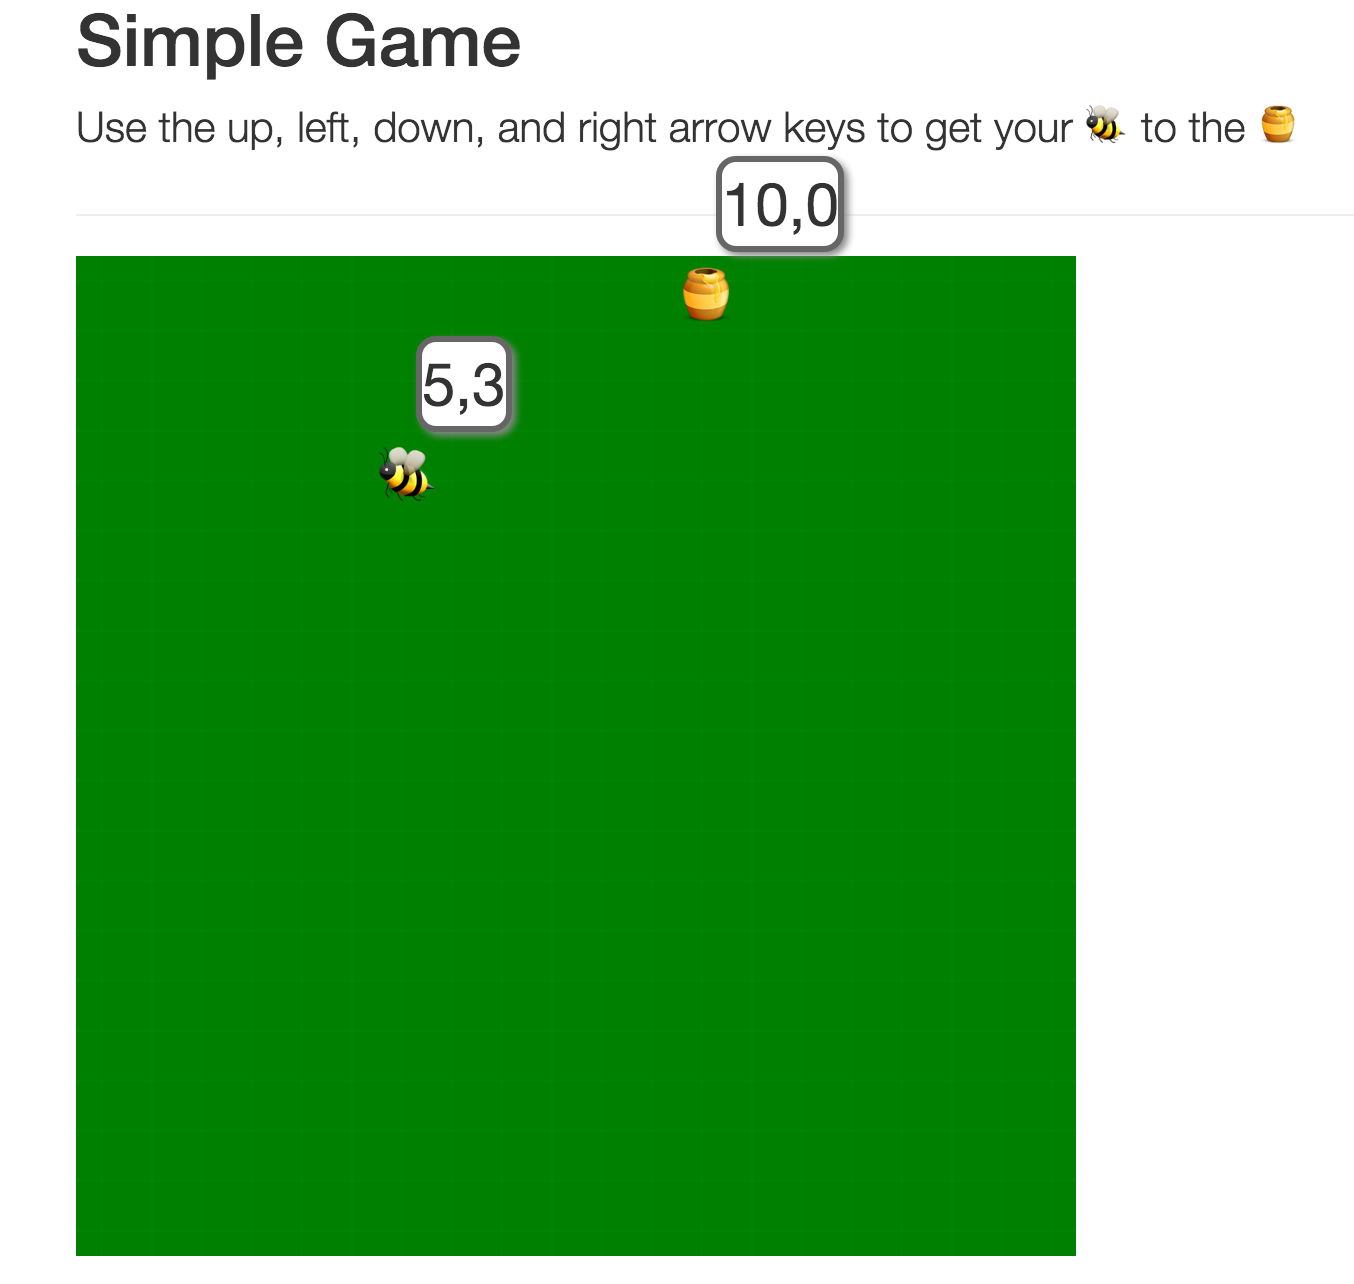 Simple Game
Use the up, left, down, and right arrow keys to get your 🐝 to the 🍯
10,0
5,3